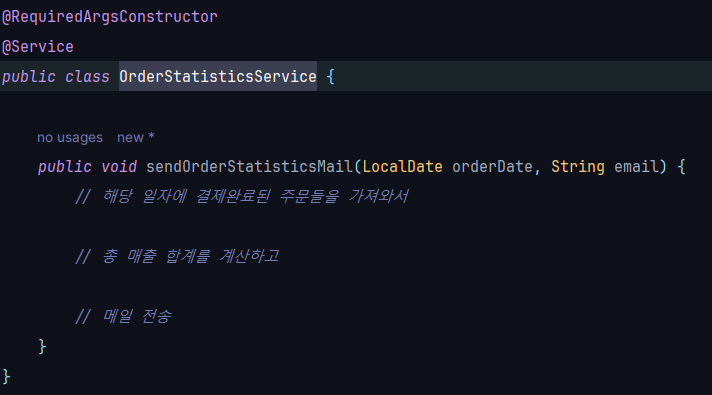 @RequiredArgsConstructor
@Service
public class OrderStatisticsService {
no usages new *
public void sendOrderStatisticsMail(LocalDate orderDate, String email) {
// 해당 일자에 결제완료된 주문들을 가져와서
// 총 매출 합계를 계산하고
// 메일 전송
}
}